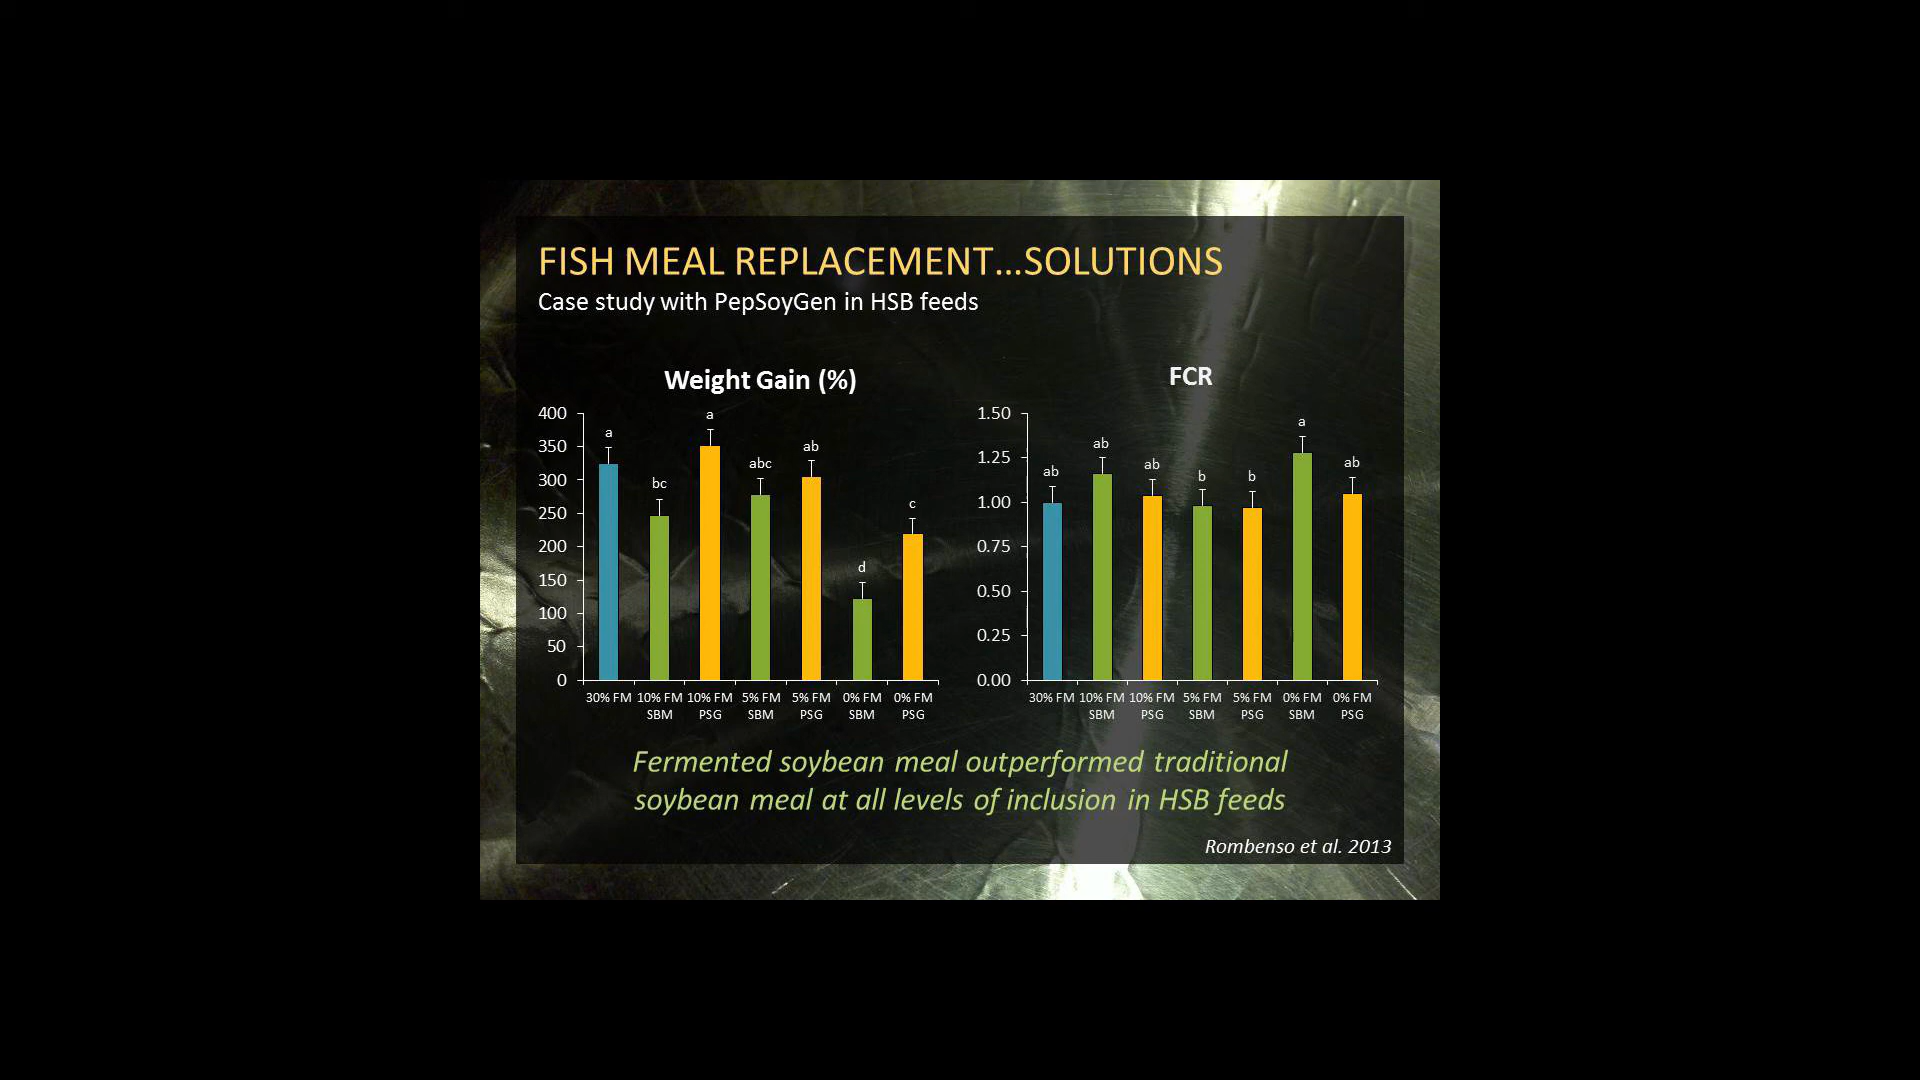 FISH MEAL REPLACEMENT...SOLUTIONS
Case study with PepSoyGen in HSB feeds
Weight Gain (%)
400
350
300
250
200
150
100
50
0
a
bc
a
abc
ab
d
c
30% FM
10% FM
SBM
10% FM
PSG
5% FM
SBM
5% FM
PSG
0% FM
SBM
0% FM
PSG
FCR
1.50
1.25
1.00
0.75
0.50
0.25
0.00
ab
ab
ab
b
b
a
ab
30% FM
10% FM
SBM
10% FM
PSG
5% FM
SBM
5% FM
PSG
0% FM
SBM
0% FM
PSG
Fermented soybean meal outperformed traditional
soybean meal at all levels of inclusion in HSB feeds
Rombenso et al. 2013